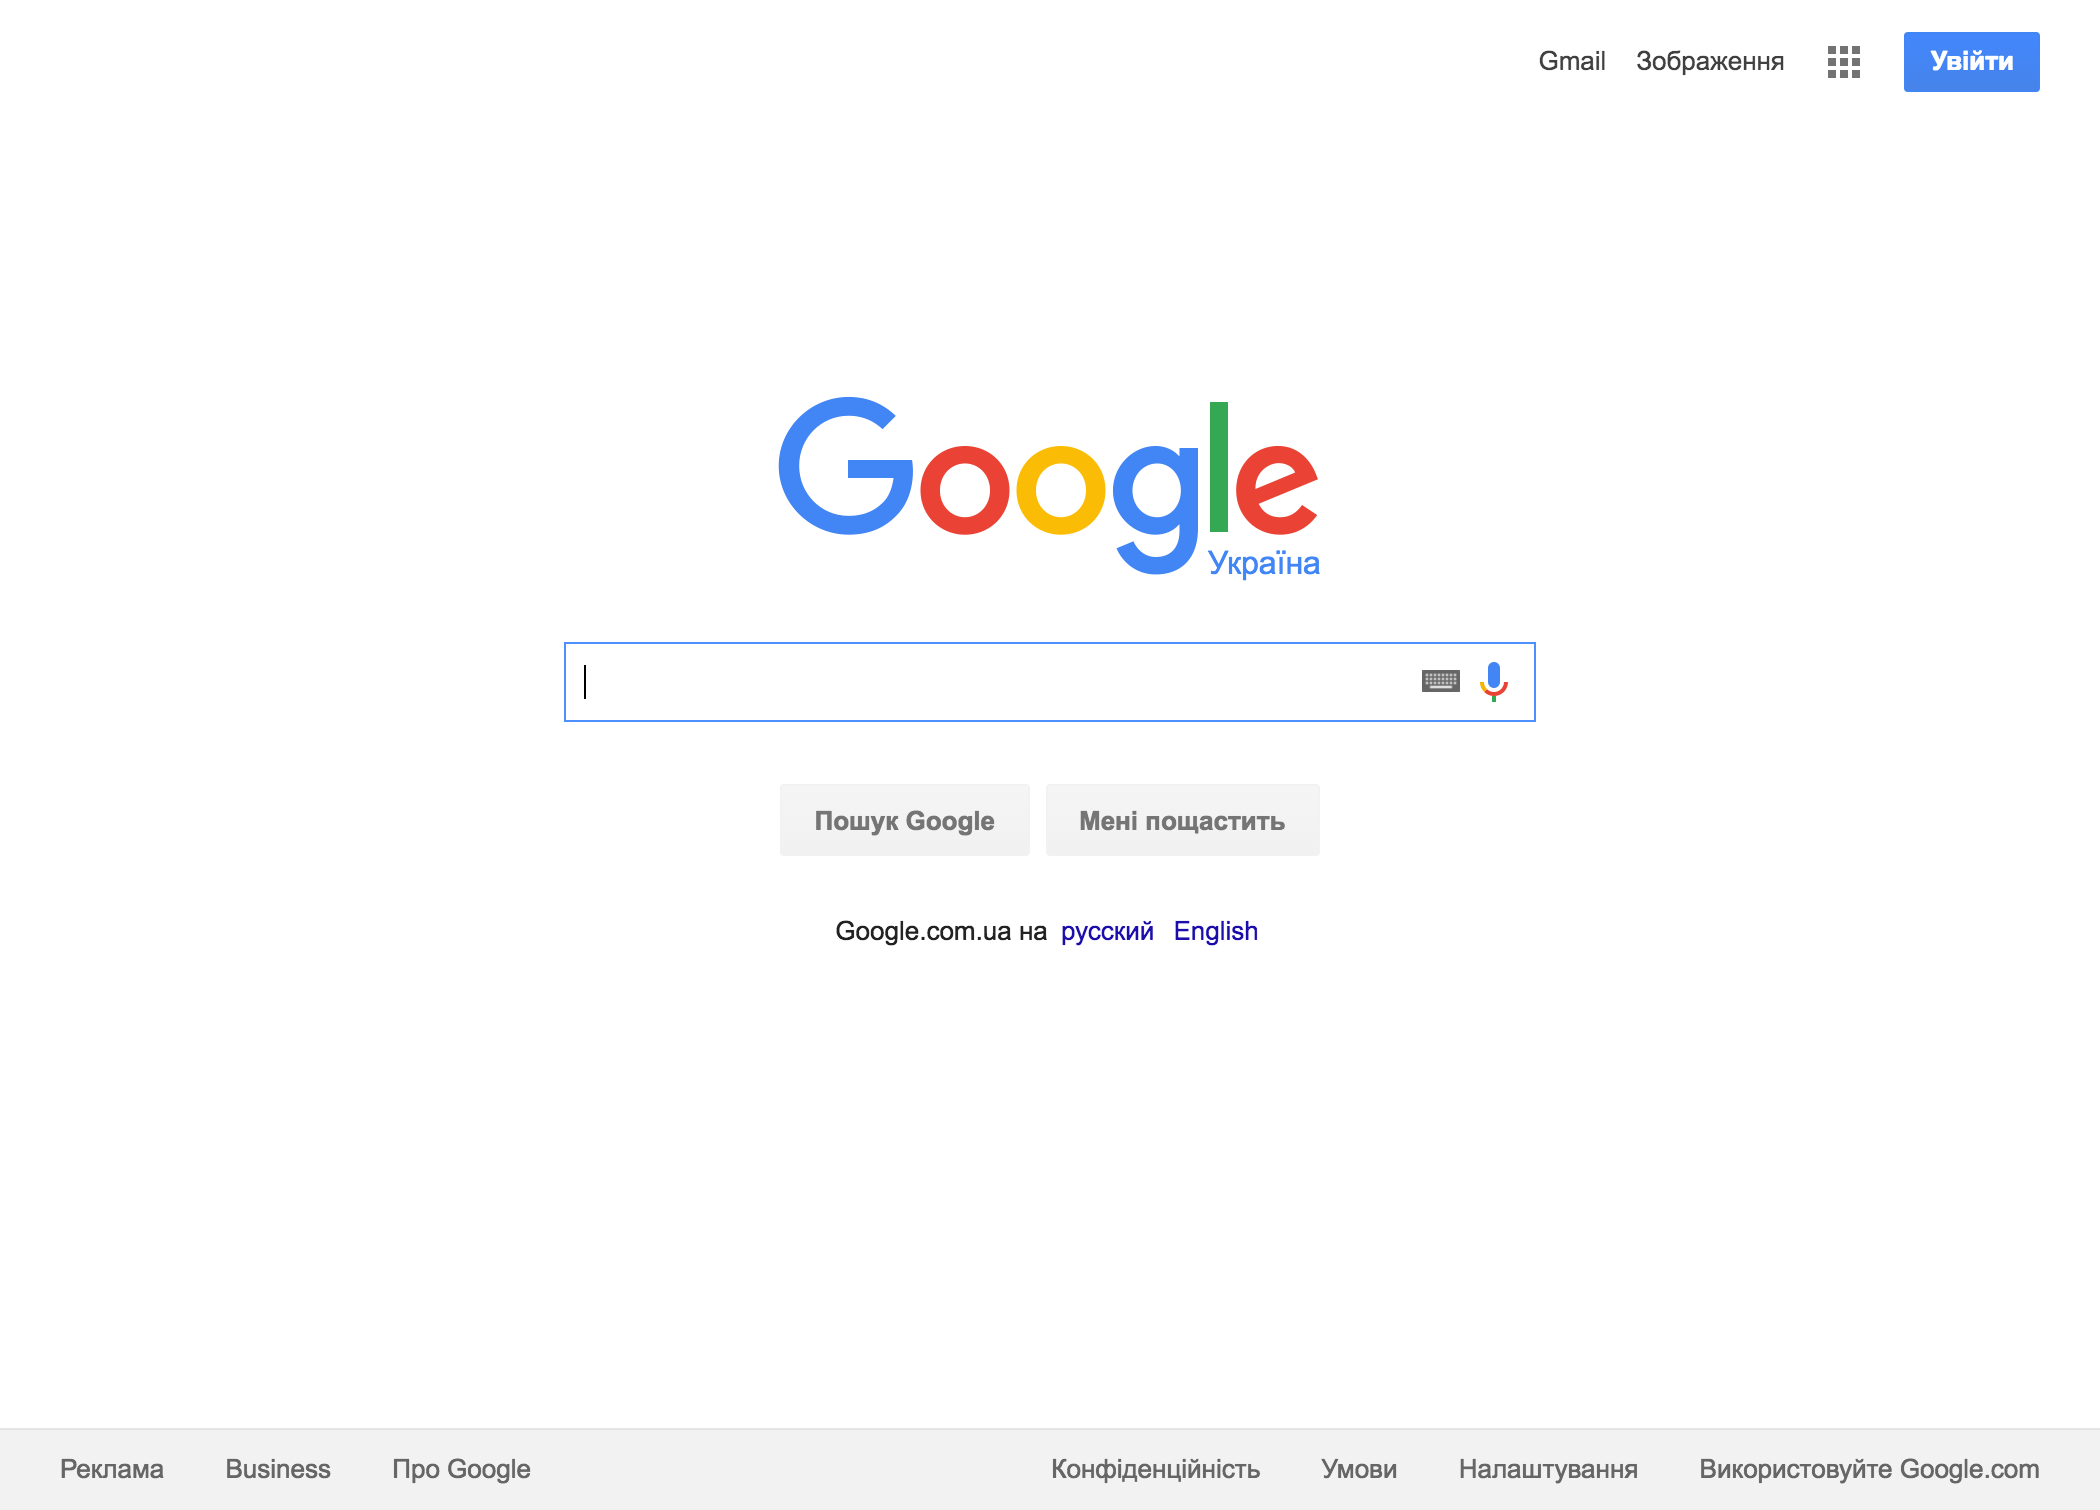 Gmail Зображення Увійти
Google
Україна
Пошук Google Мені пощастить
Google.com.ua на русский English
Реклама Business Про Google Конфіденційність Умови Налаштування Використовуйте Google.com